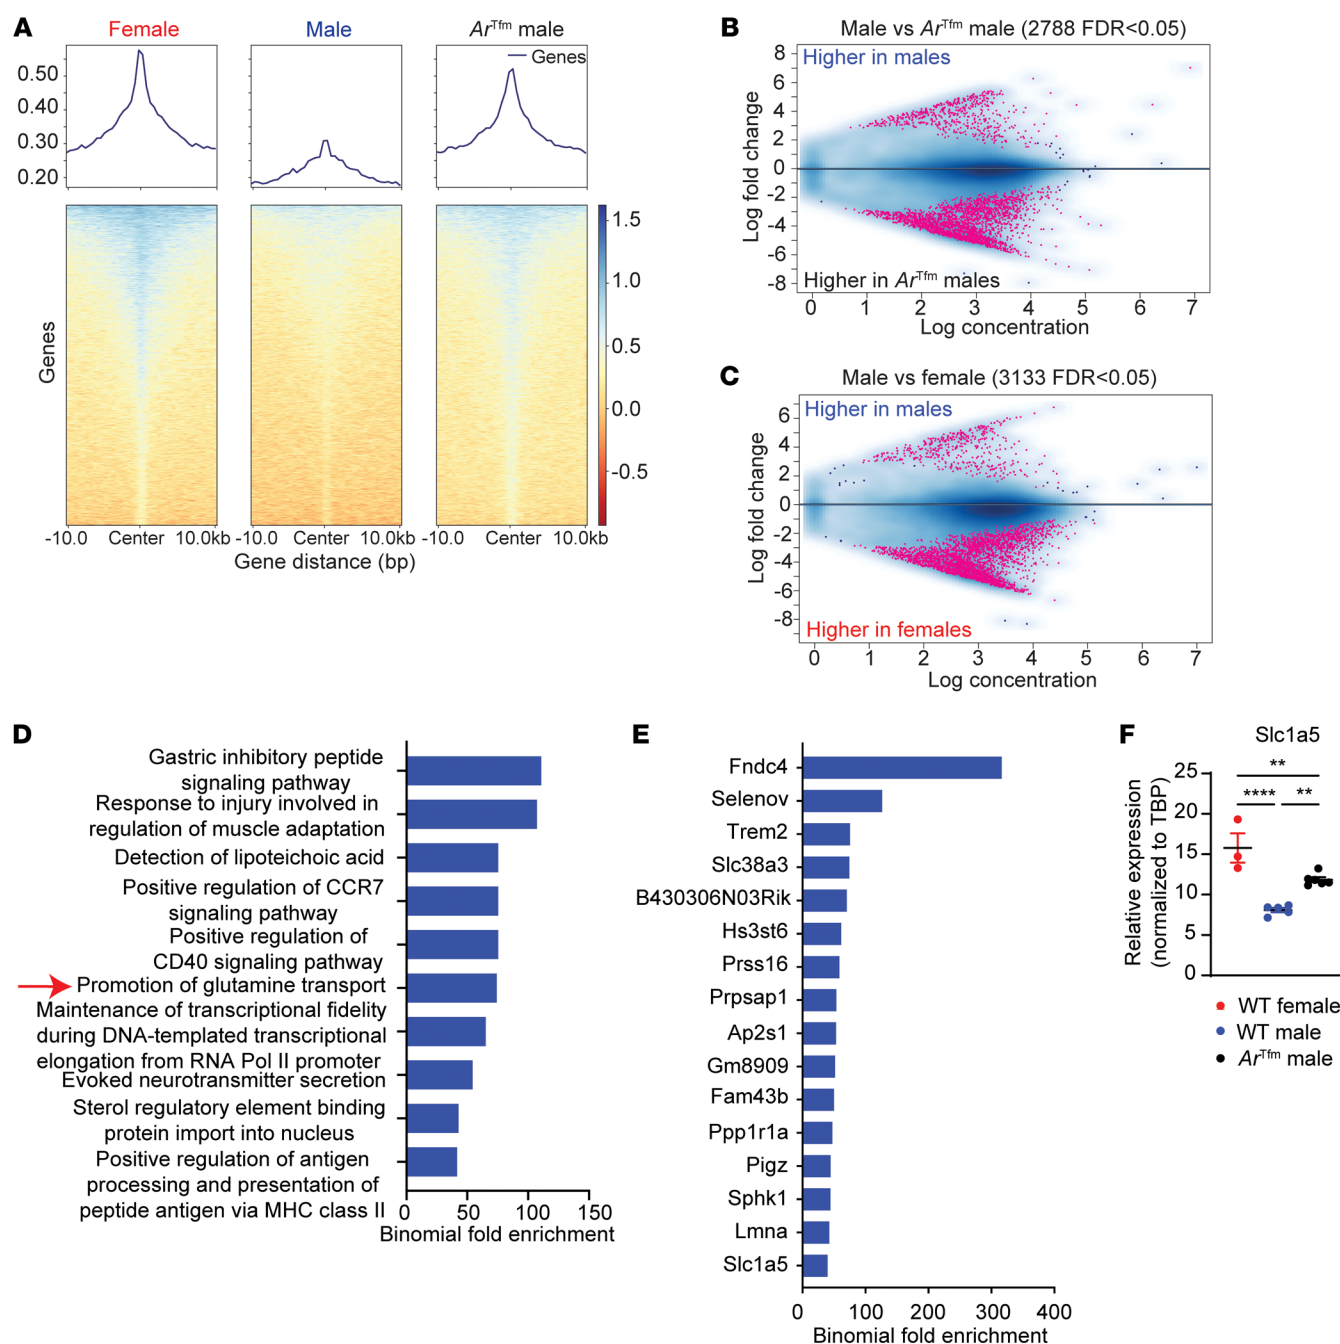 A
Female
Male
Ar^Tfm male
Genes
0.50
0.40
0.30
0.20
Genes
1.5
1.0
0.5
0.0
-0.5
-10.0 Center 10.0kb
-10.0 Center 10.0kb
-10.0 Center 10.0kb
Gene distance (bp)
B
Male vs Ar^Tfm male (2788 FDR<0.05)
Higher in males
Log fold change
8
6
4
2
0
-2
-4
-6
-8
Higher in Ar^Tfm males
0 1 2 3 4 5 6 7
Log concentration
C
Male vs female (3133 FDR<0.05)
Higher in males
Log fold change
6
4
2
0
-2
-4
-6
-8
Higher in females
0 1 2 3 4 5 6 7
Log concentration
D
Gastric inhibitory peptide
signaling pathway
Response to injury involved in
regulation of muscle adaptation
Detection of lipoteichoic acid
Positive regulation of CCR7
signaling pathway
Positive regulation of
CD40 signaling pathway
Promotion of glutamine transport
Maintenance of transcriptional fidelity
during DNA-templated transcriptional
elongation from RNA Pol II promoter
Evoked neurotransmitter secretion
Sterol regulatory element binding
protein import into nucleus
Positive regulation of antigen
processing and presentation of
peptide antigen via MHC class II
0 50 100 150
Binomial fold enrichment
E
Fndc4
Selenov
Trem2
Slc38a3
B430306N03Rik
Hs3st6
Prss16
Prpsap1
Ap2s1
Gm8909
Fam43b
Ppp1r1a
Pigz
Sphk1
Lmna
Slc1a5
0 100 200 300 400
Binomial fold enrichment
F
Slc1a5
**
**** **
Relative expression
(normalized to TBP)
25
20
15
10
5
0
WT female
WT male
Ar^Tfm male